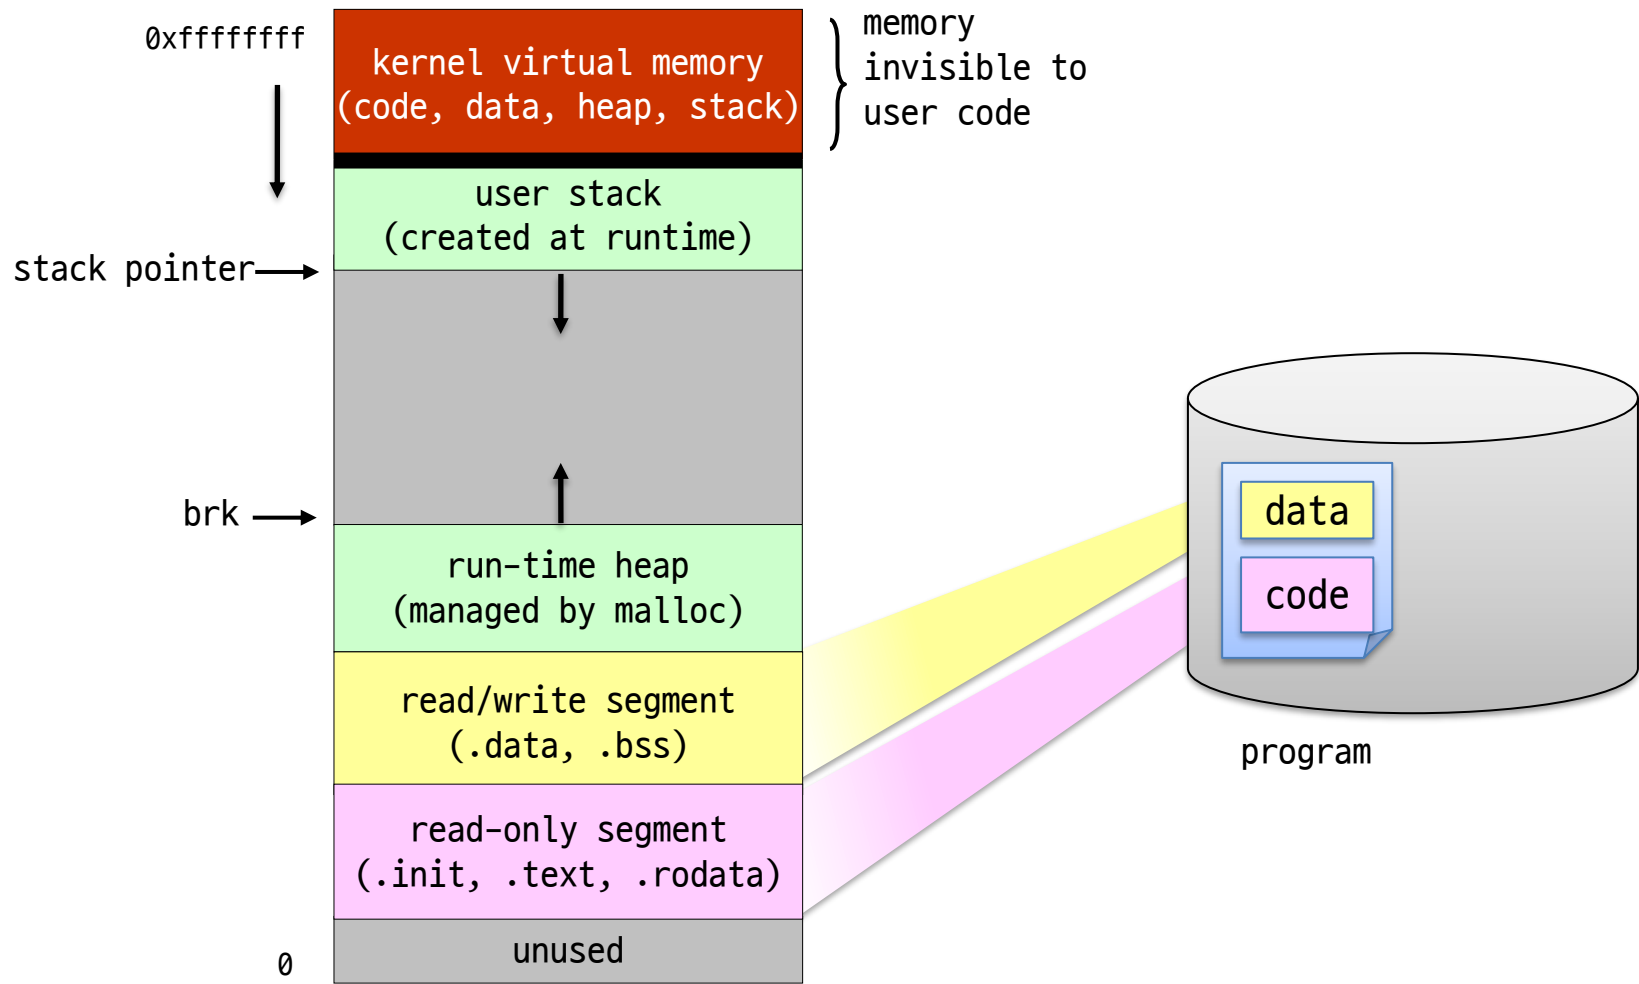 0xffffffff
kernel virtual memory
(code, data, heap, stack)
memory
invisible to
user code
user stack
(created at runtime)
stack pointer
brk
run-time heap
(managed by malloc)
read/write segment
(.data, .bss)
read-only segment
(.init, .text, .rodata)
unused
0
data
code
program